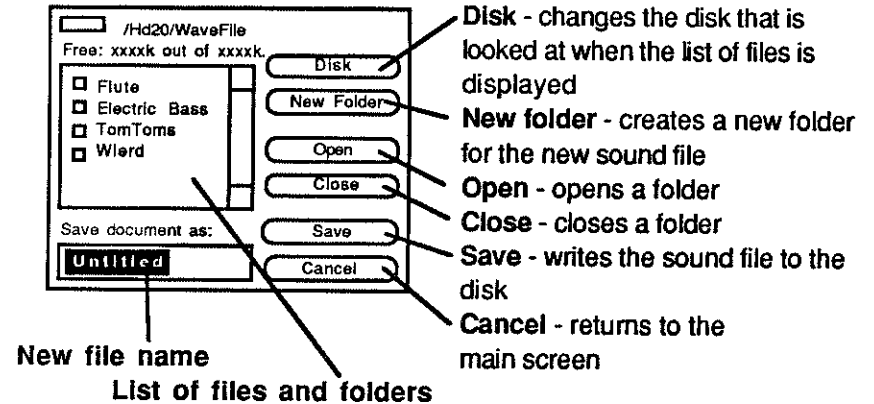 /Hd20/WaveFile
Free: xxxxk out of xxxxk.
Flute
Electric Bass
TomToms
Wierd
Save document as:
Untitled
Disk
New Folder
Open
Close
Save
Cancel
Disk - changes the disk that is
looked at when the list of files is
displayed
New folder - creates a new folder
for the new sound file
Open - opens a folder
Close - closes a folder
Save - writes the sound file to the
disk
Cancel - returns to the
main screen
New file name
List of files and folders